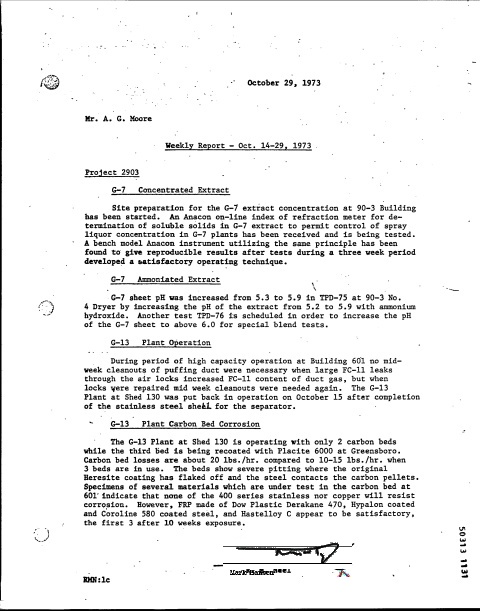 October 29, 1973
Mr. A. G. Moore
Weekly Report - Oct. 14-29, 1973
Project 2903
G-7 Concentrated Extract
Site preparation for the G-7 extract concentration at 90-3 Building
has been started. An Anacon on-line index of refraction meter for de-
termination of soluble solids in G-7 extract to permit control of spray
liquor concentration in G-7 plants has been received and is being tested.
A bench model Anacon instrument utilizing the same principle has been
found to give reproducible results after tests during a three week period
developed a satisfactory operating technique.
G-7 Ammoniated Extract
G-7 sheet pH was increased from 5.3 to 5.9 in TPD-75 at 90-3 No.
4 Dryer by increasing the pH of the extract from 5.2 to 5.9 with ammonium
hydroxide. Another test TPD-76 is scheduled in order to increase the pH
of the G-7 sheet to above 6.0 for special blend tests.
G-13 Plant Operation
During period of high capacity operation at Building 601 no mid-
week cleanouts of puffing duct were necessary when large FC-11 leaks
through the air locks increased FC-11 content of duct gas, but when
locks were repaired mid week cleanouts were needed again. The G-13
Plant at Shed 130 was put back in operation on October 15 after completion
of the stainless steel shell for the separator.
G-13 Plant Carbon Bed Corrosion
The G-13 Plant at Shed 130 is operating with only 2 carbon beds
while the third bed is being recoated with Placite 6000 at Greensboro.
Carbon bed losses are about 20 lbs./hr. compared to 10-15 lbs./hr. when
3 beds are in use. The beds show severe pitting where the original
Heresite coating has flaked off and the steel contacts the carbon pellets.
Specimens of several materials which are under test in the carbon bed at
601 indicate that none of the 400 series stainless nor copper will resist
corrosion. However, FRP made of Dow Plastic Derakane 470, Hypalon coated
and Coroline 580 coated steel, and Hastelloy C appear to be satisfactory,
the first 3 after 10 weeks exposure.
RMN:lc
50313 1131